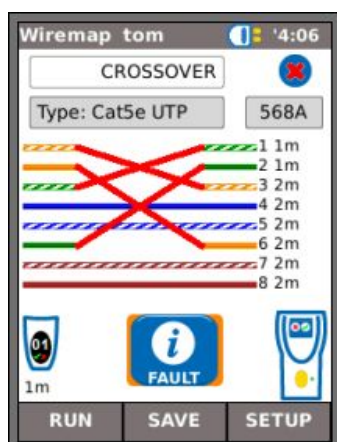 Wiremap tom '4:06
CROSSOVER
Type: Cat5e UTP 568A
1 1m
2 1m
3 2m
4 2m
5 2m
6 2m
7 2m
8 2m
01
1m
i
FAULT
RUN SAVE SETUP